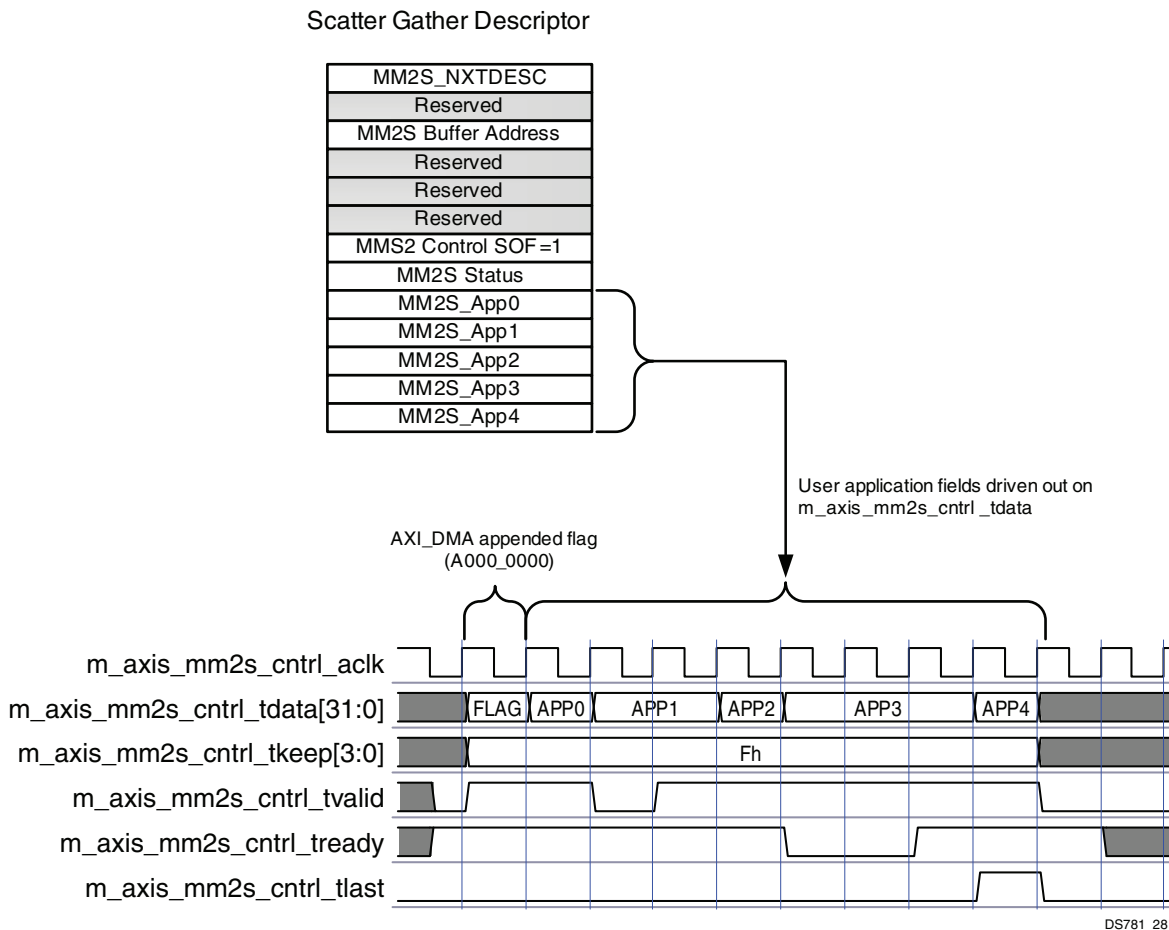 Scatter Gather Descriptor
MM2S_NXTDESC
Reserved
MM2S Buffer Address
Reserved
Reserved
Reserved
MMS2 Control SOF=1
MM2S Status
MM2S_App0
MM2S_App1
MM2S_App2
MM2S_App3
MM2S_App4
User application fields driven out on
m_axis_mm2s_cntrl _tdata
AXI_DMA appended flag
(A000_0000)
m_axis_mm2s_cntrl_aclk
m_axis_mm2s_cntrl_tdata[31:0] FLAG APP0 APP1 APP2 APP3 APP4
m_axis_mm2s_cntrl_tkeep[3:0] Fh
m_axis_mm2s_cntrl_tvalid
m_axis_mm2s_cntrl_tready
m_axis_mm2s_cntrl_tlast
DS781_28